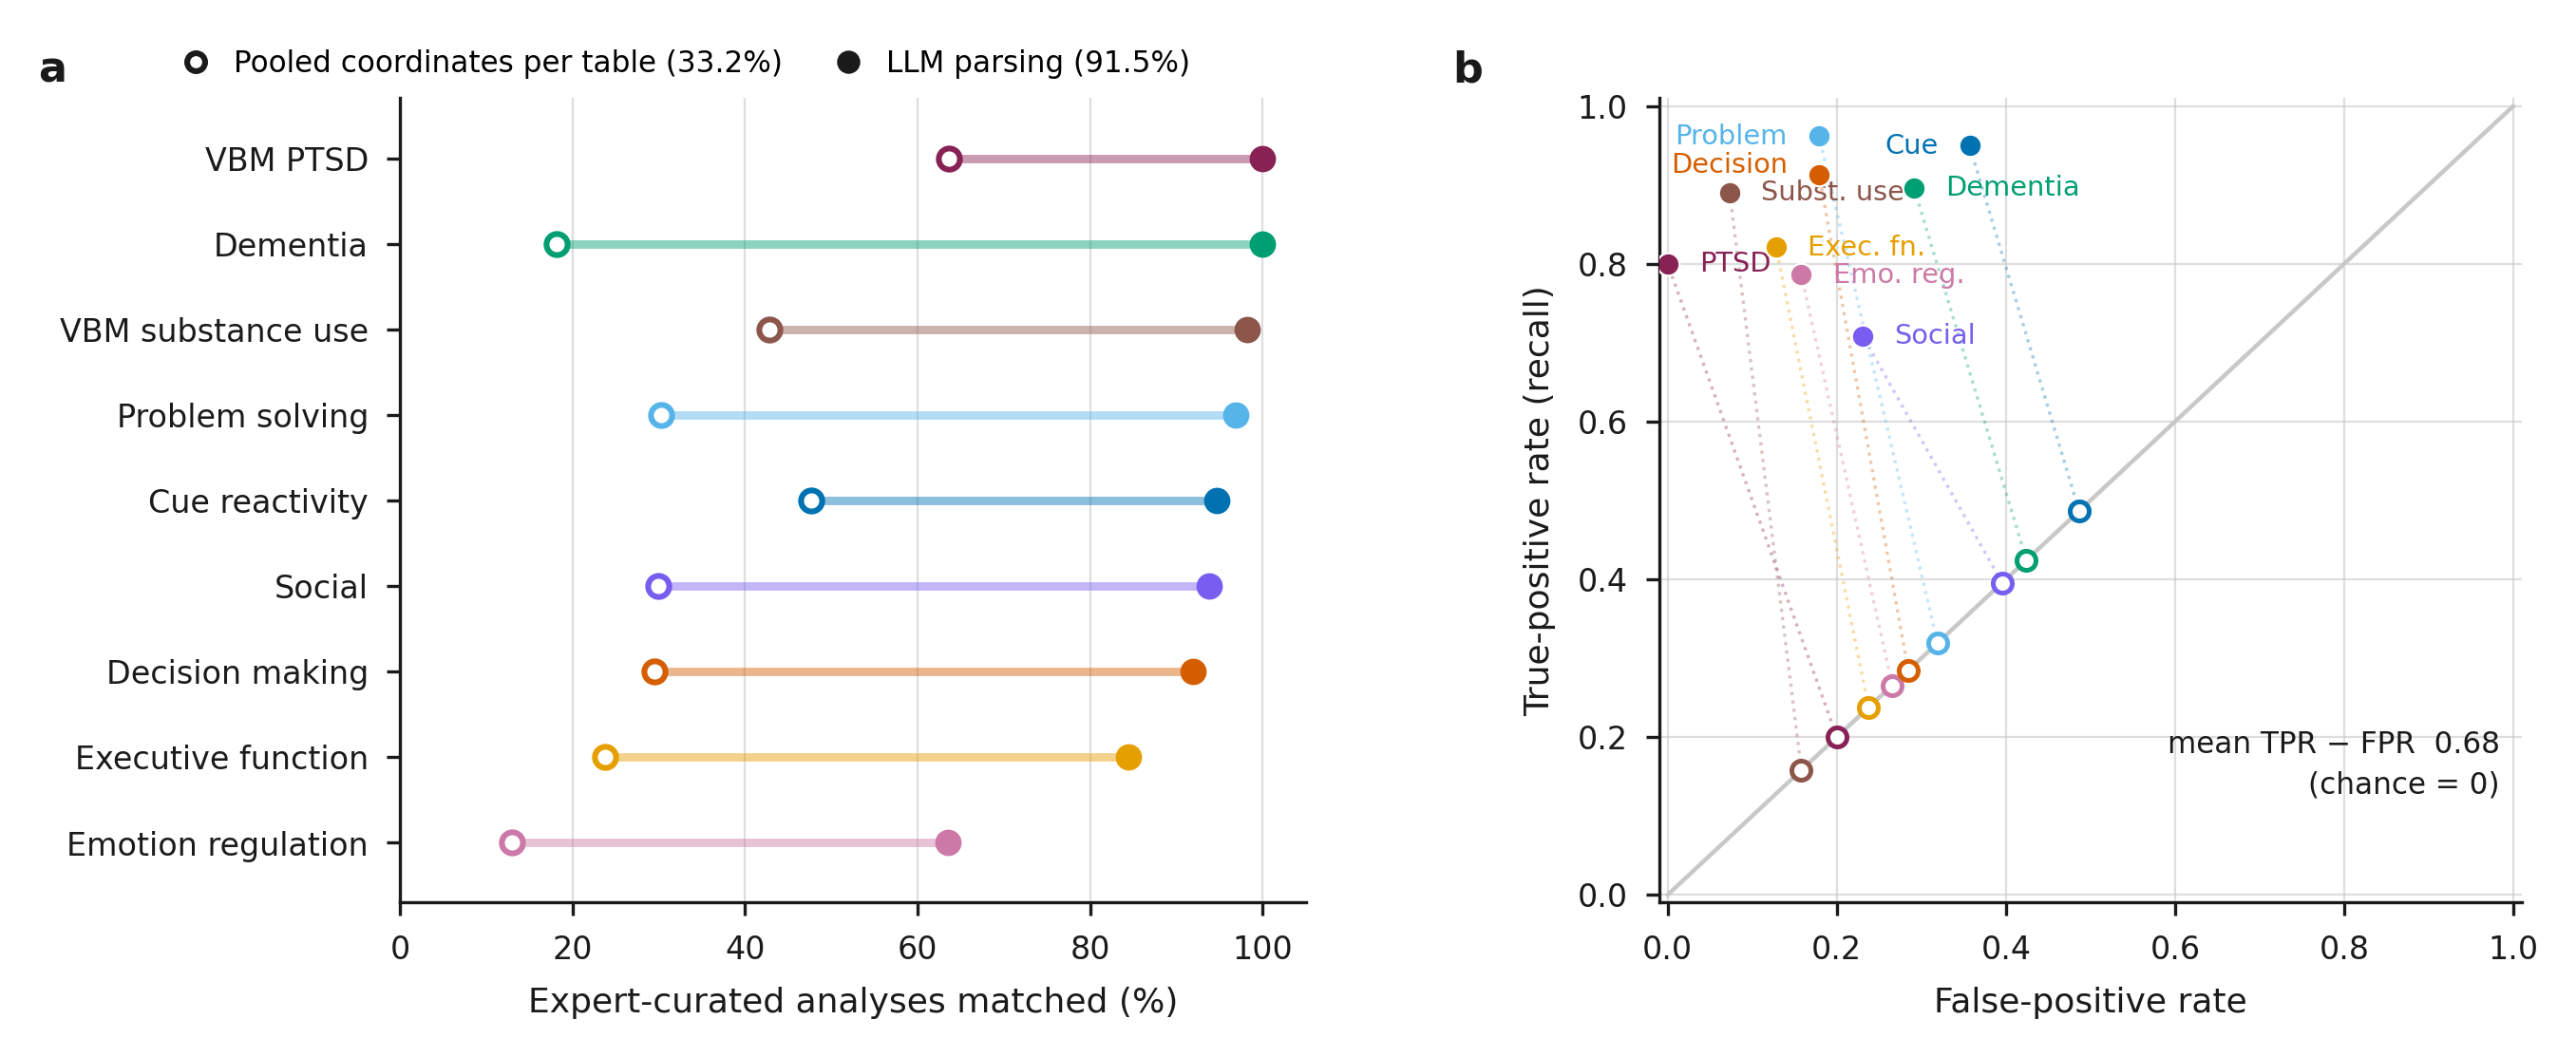 a
Pooled coordinates per table (33.2%)
LLM parsing (91.5%)
VBM PTSD
Dementia
VBM substance use
Problem solving
Cue reactivity
Social
Decision making
Executive function
Emotion regulation
0 20 40 60 80 100
Expert-curated analyses matched (%)
b
True-positive rate (recall)
1.0
0.8
0.6
0.4
0.2
0.0
Problem
Cue
Decision
Subst. use
Dementia
Exec. fn.
PTSD
Emo. reg.
Social
mean TPR − FPR 0.68
(chance = 0)
0.0 0.2 0.4 0.6 0.8 1.0
False-positive rate